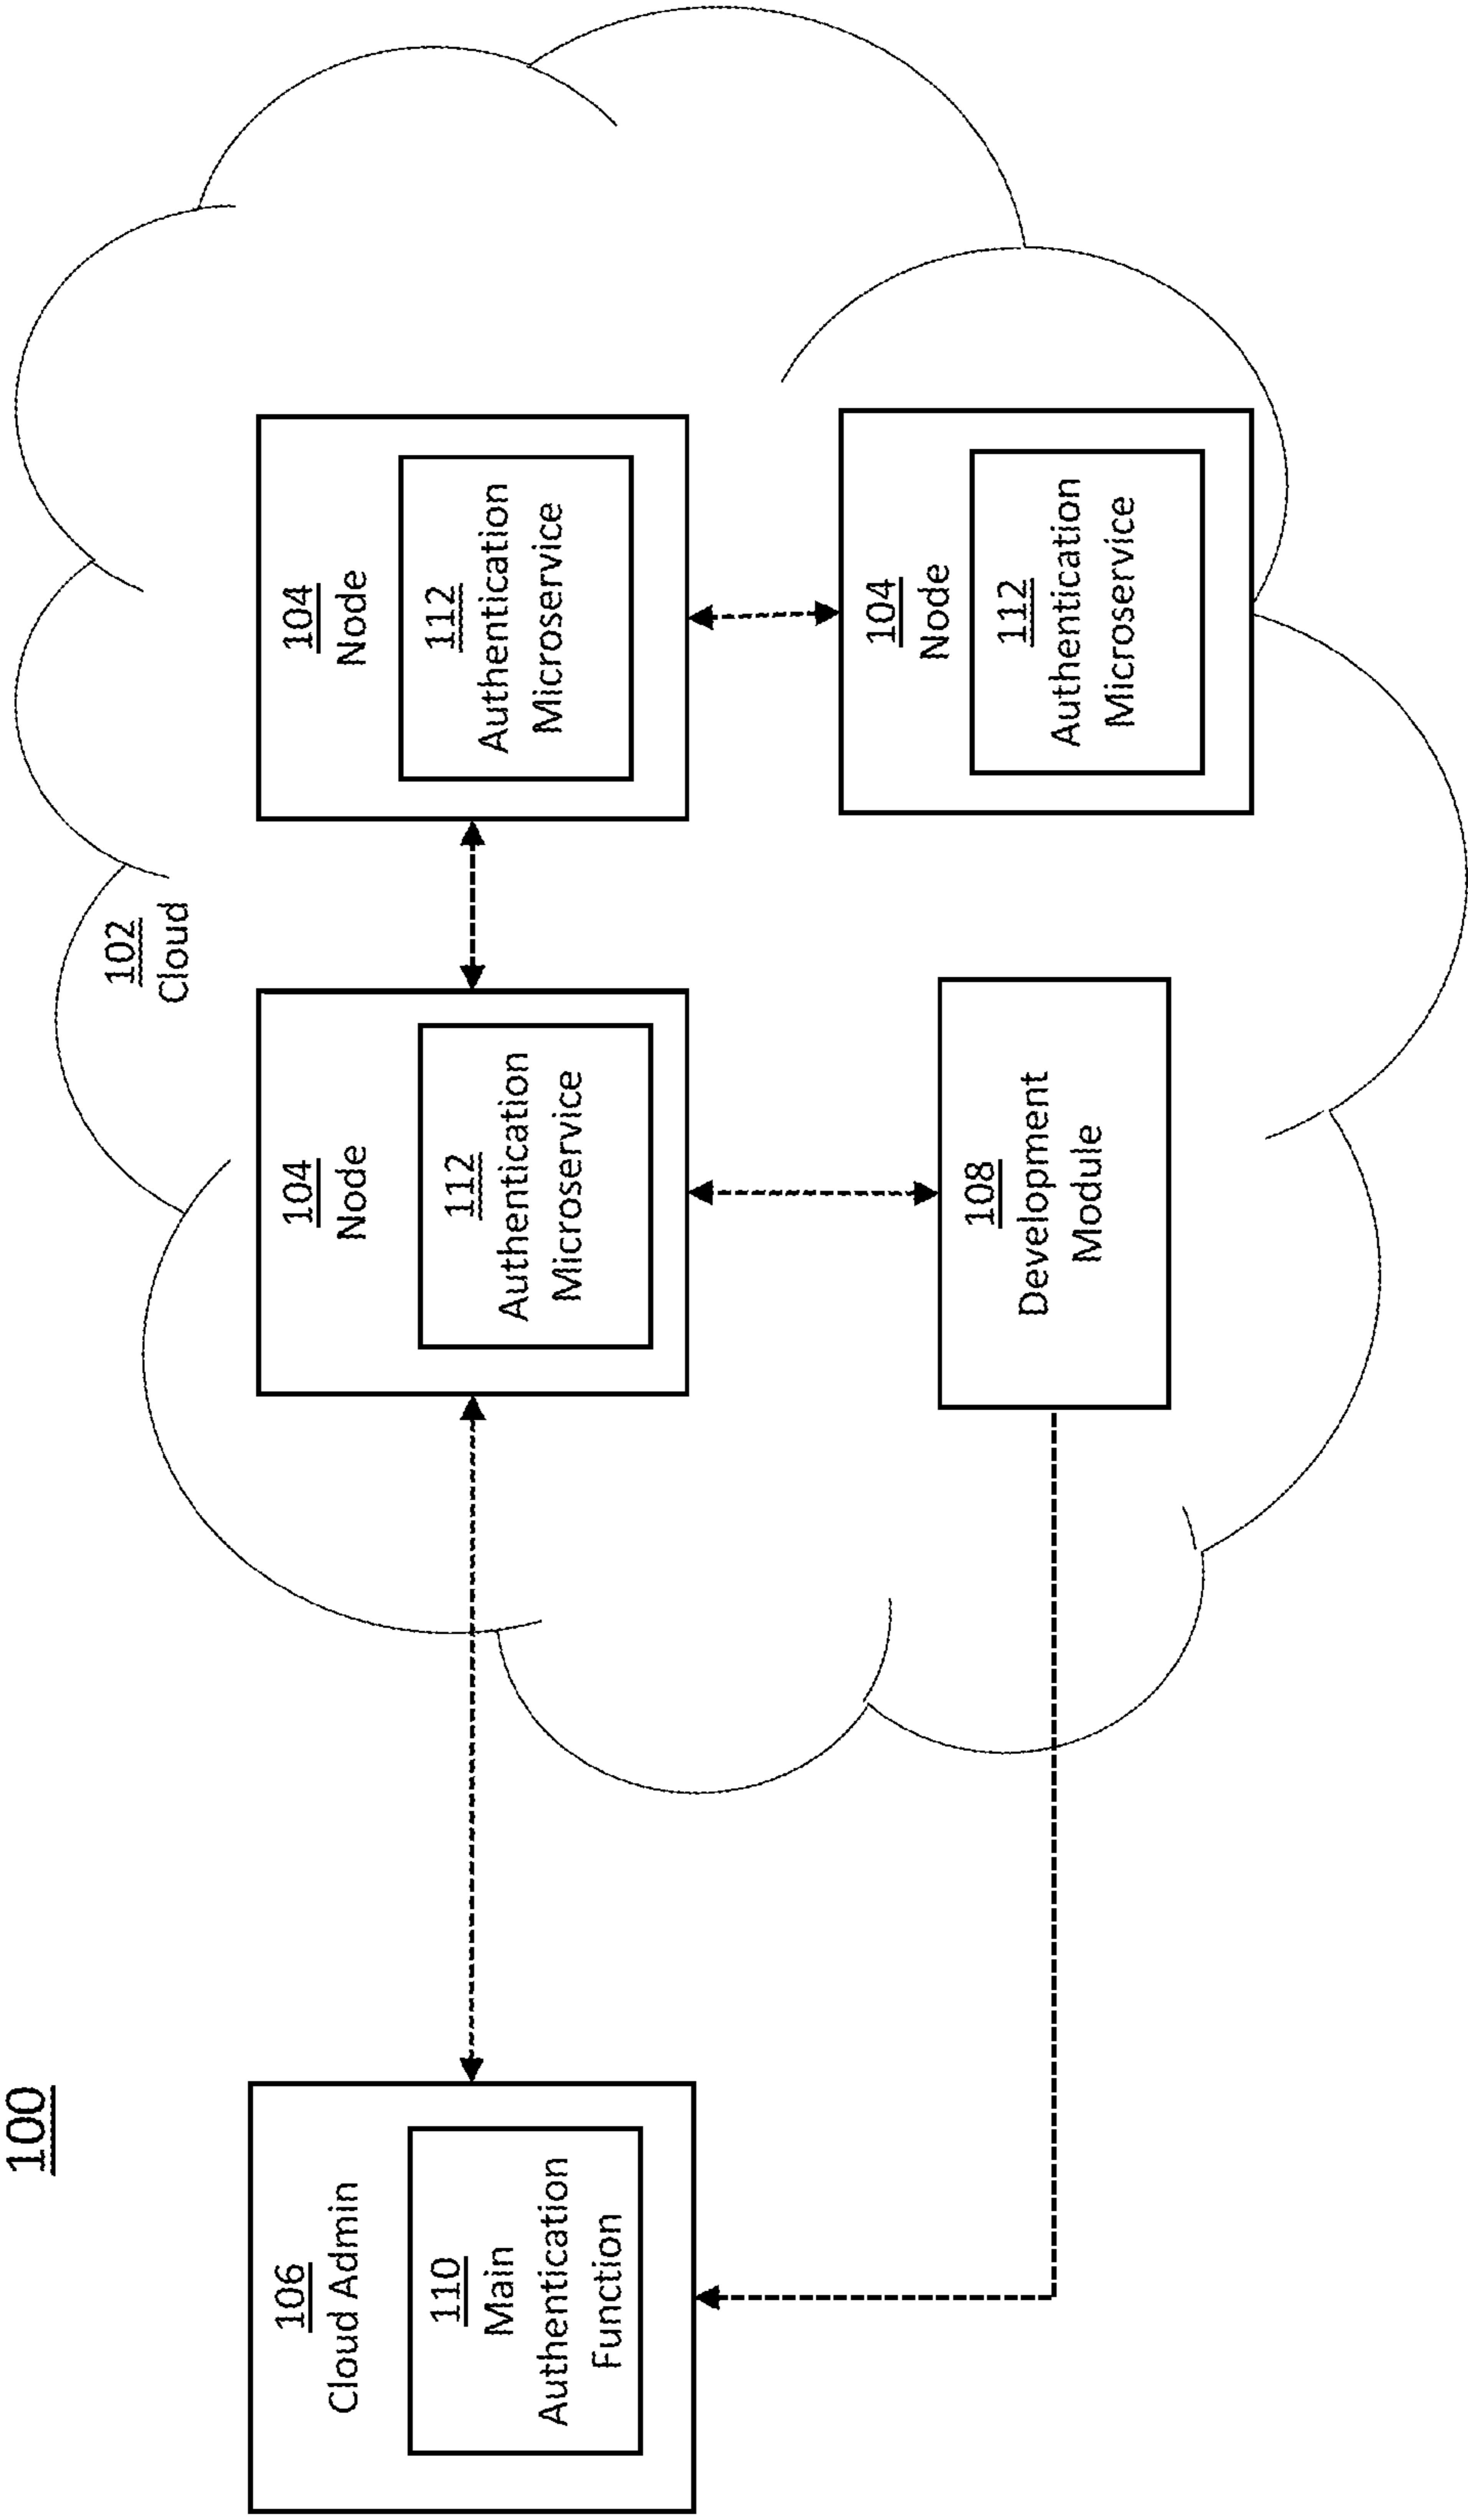 100
102
Cloud
106
Cloud Admin
110
Main
Authentication
Function
104
Node
112
Authentication
Microservice
104
Node
112
Authentication
Microservice
108
Development
Module
104
Node
112
Authentication
Microservice